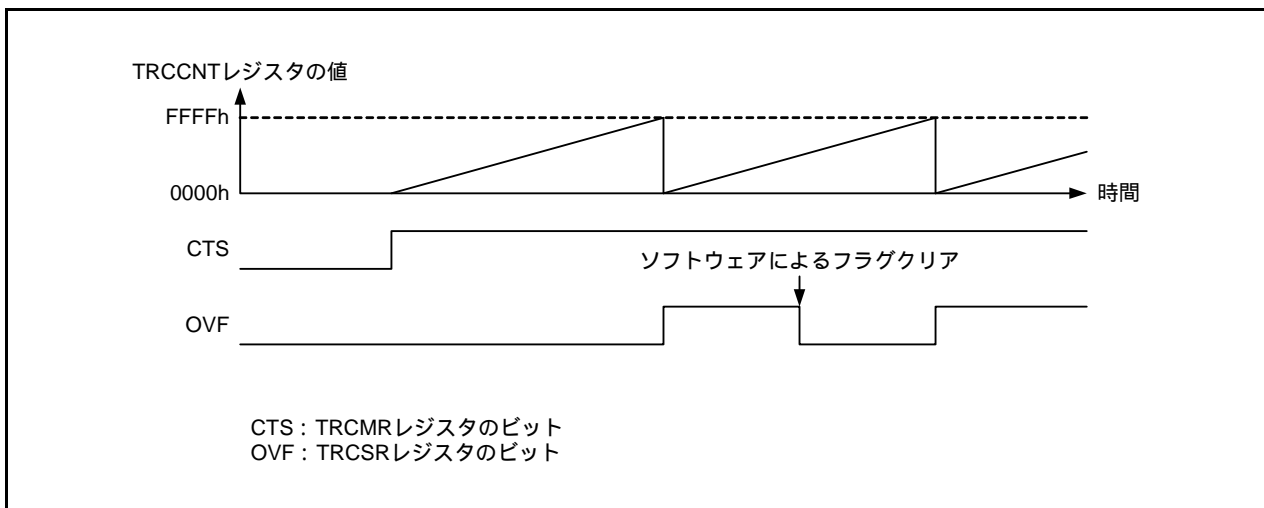 TRCCNTレジスタの値
FFFFh
0000h
時間
CTS
ソフトウェアによるフラグクリア
OVF
CTS：TRCMRレジスタのビット
OVF：TRCSRレジスタのビット